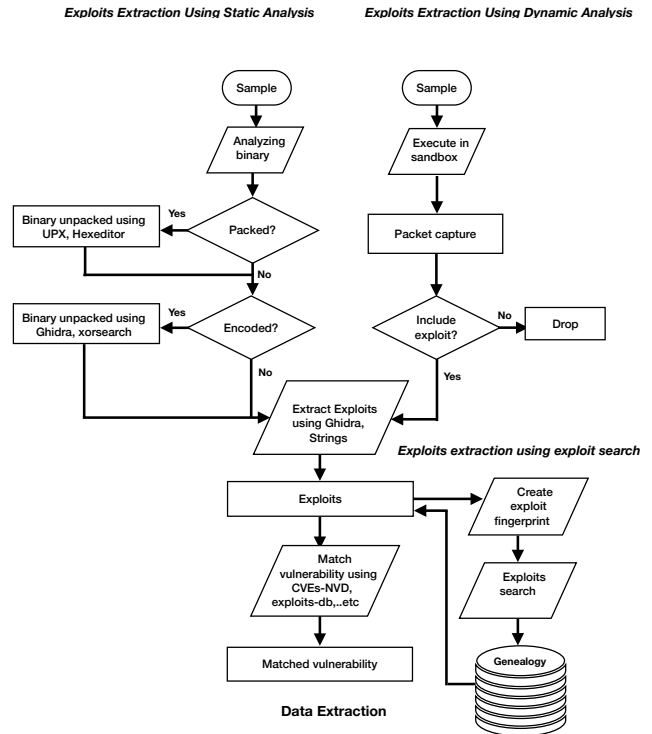 Exploits Extraction Using Static Analysis
Exploits Extraction Using Dynamic Analysis
Sample
Sample
Analyzing
binary
Execute in
sandbox
Binary unpacked using
UPX, Hexeditor
Yes
Packed?
Packet capture
No
Binary unpacked using
Ghidra, xorsearch
Yes
Encoded?
Include
exploit?
No
Drop
No
Yes
Extract Exploits
using Ghidra,
Strings
Exploits extraction using exploit search
Exploits
Create
exploit
fingerprint
Match
vulnerability using
CVEs-NVD,
exploits-db,..etc
Exploits
search
Matched vulnerability
Genealogy
Data Extraction